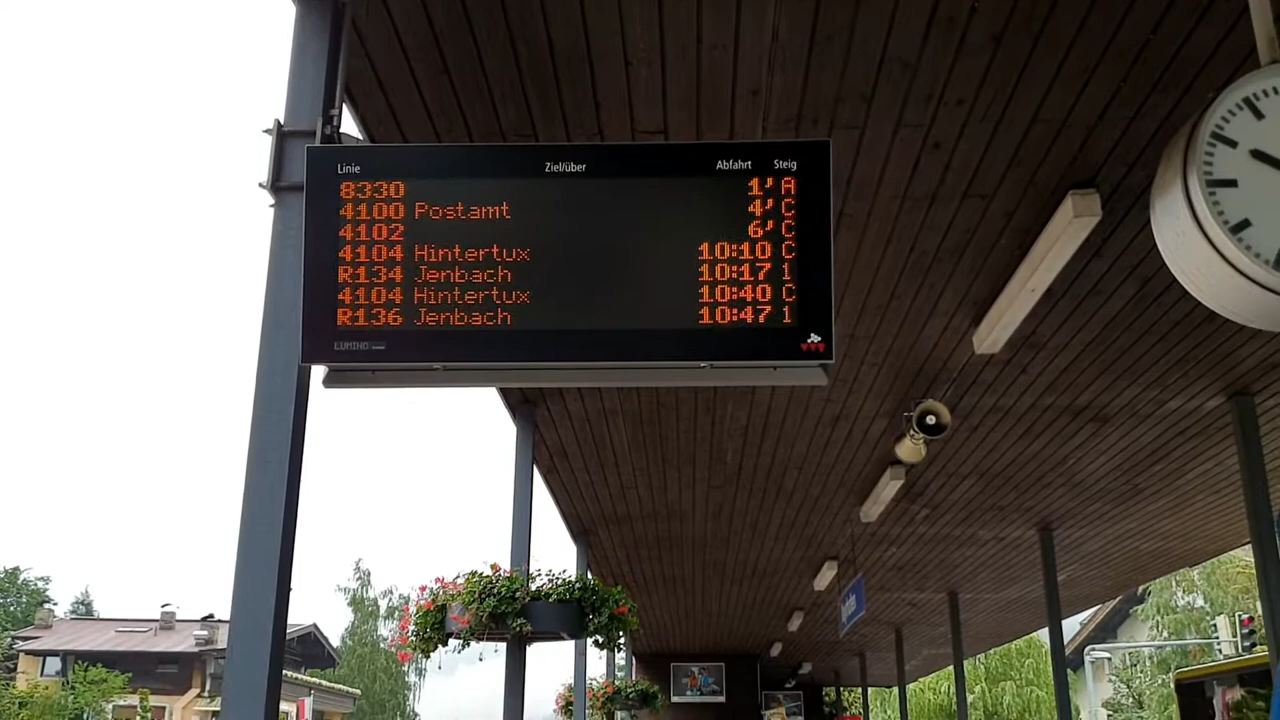 Linie Ziel/über Abfahrt Steig
8330 1' A
4100 Postamt 4' C
4102 6' C
4104 Hintertux 10:10 C
R134 Jenbach 10:17 1
4104 Hintertux 10:40 C
R136 Jenbach 10:47 1
LUMINO